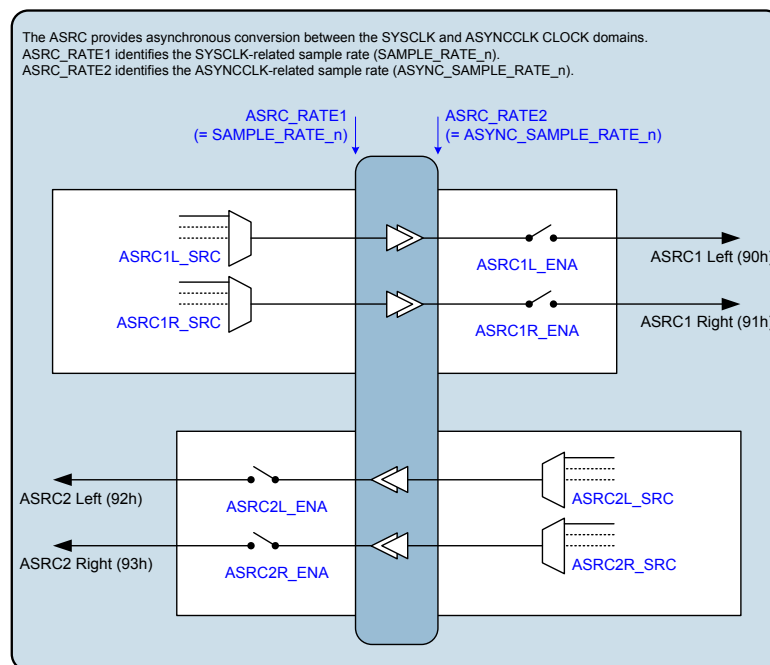 The ASRC provides asynchronous conversion between the SYSCLK and ASYNCCLK CLOCK domains.
ASRC_RATE1 identifies the SYSCLK-related sample rate (SAMPLE_RATE_n).
ASRC_RATE2 identifies the ASYNCCLK-related sample rate (ASYNC_SAMPLE_RATE_n).
ASRC_RATE1
(= SAMPLE_RATE_n)
ASRC_RATE2
(= ASYNC_SAMPLE_RATE_n)
ASRC1L_SRC
ASRC1L_ENA
ASRC1 Left (90h)
ASRC1R_SRC
ASRC1R_ENA
ASRC1 Right (91h)
ASRC2 Left (92h)
ASRC2L_ENA
ASRC2L_SRC
ASRC2 Right (93h)
ASRC2R_ENA
ASRC2R_SRC